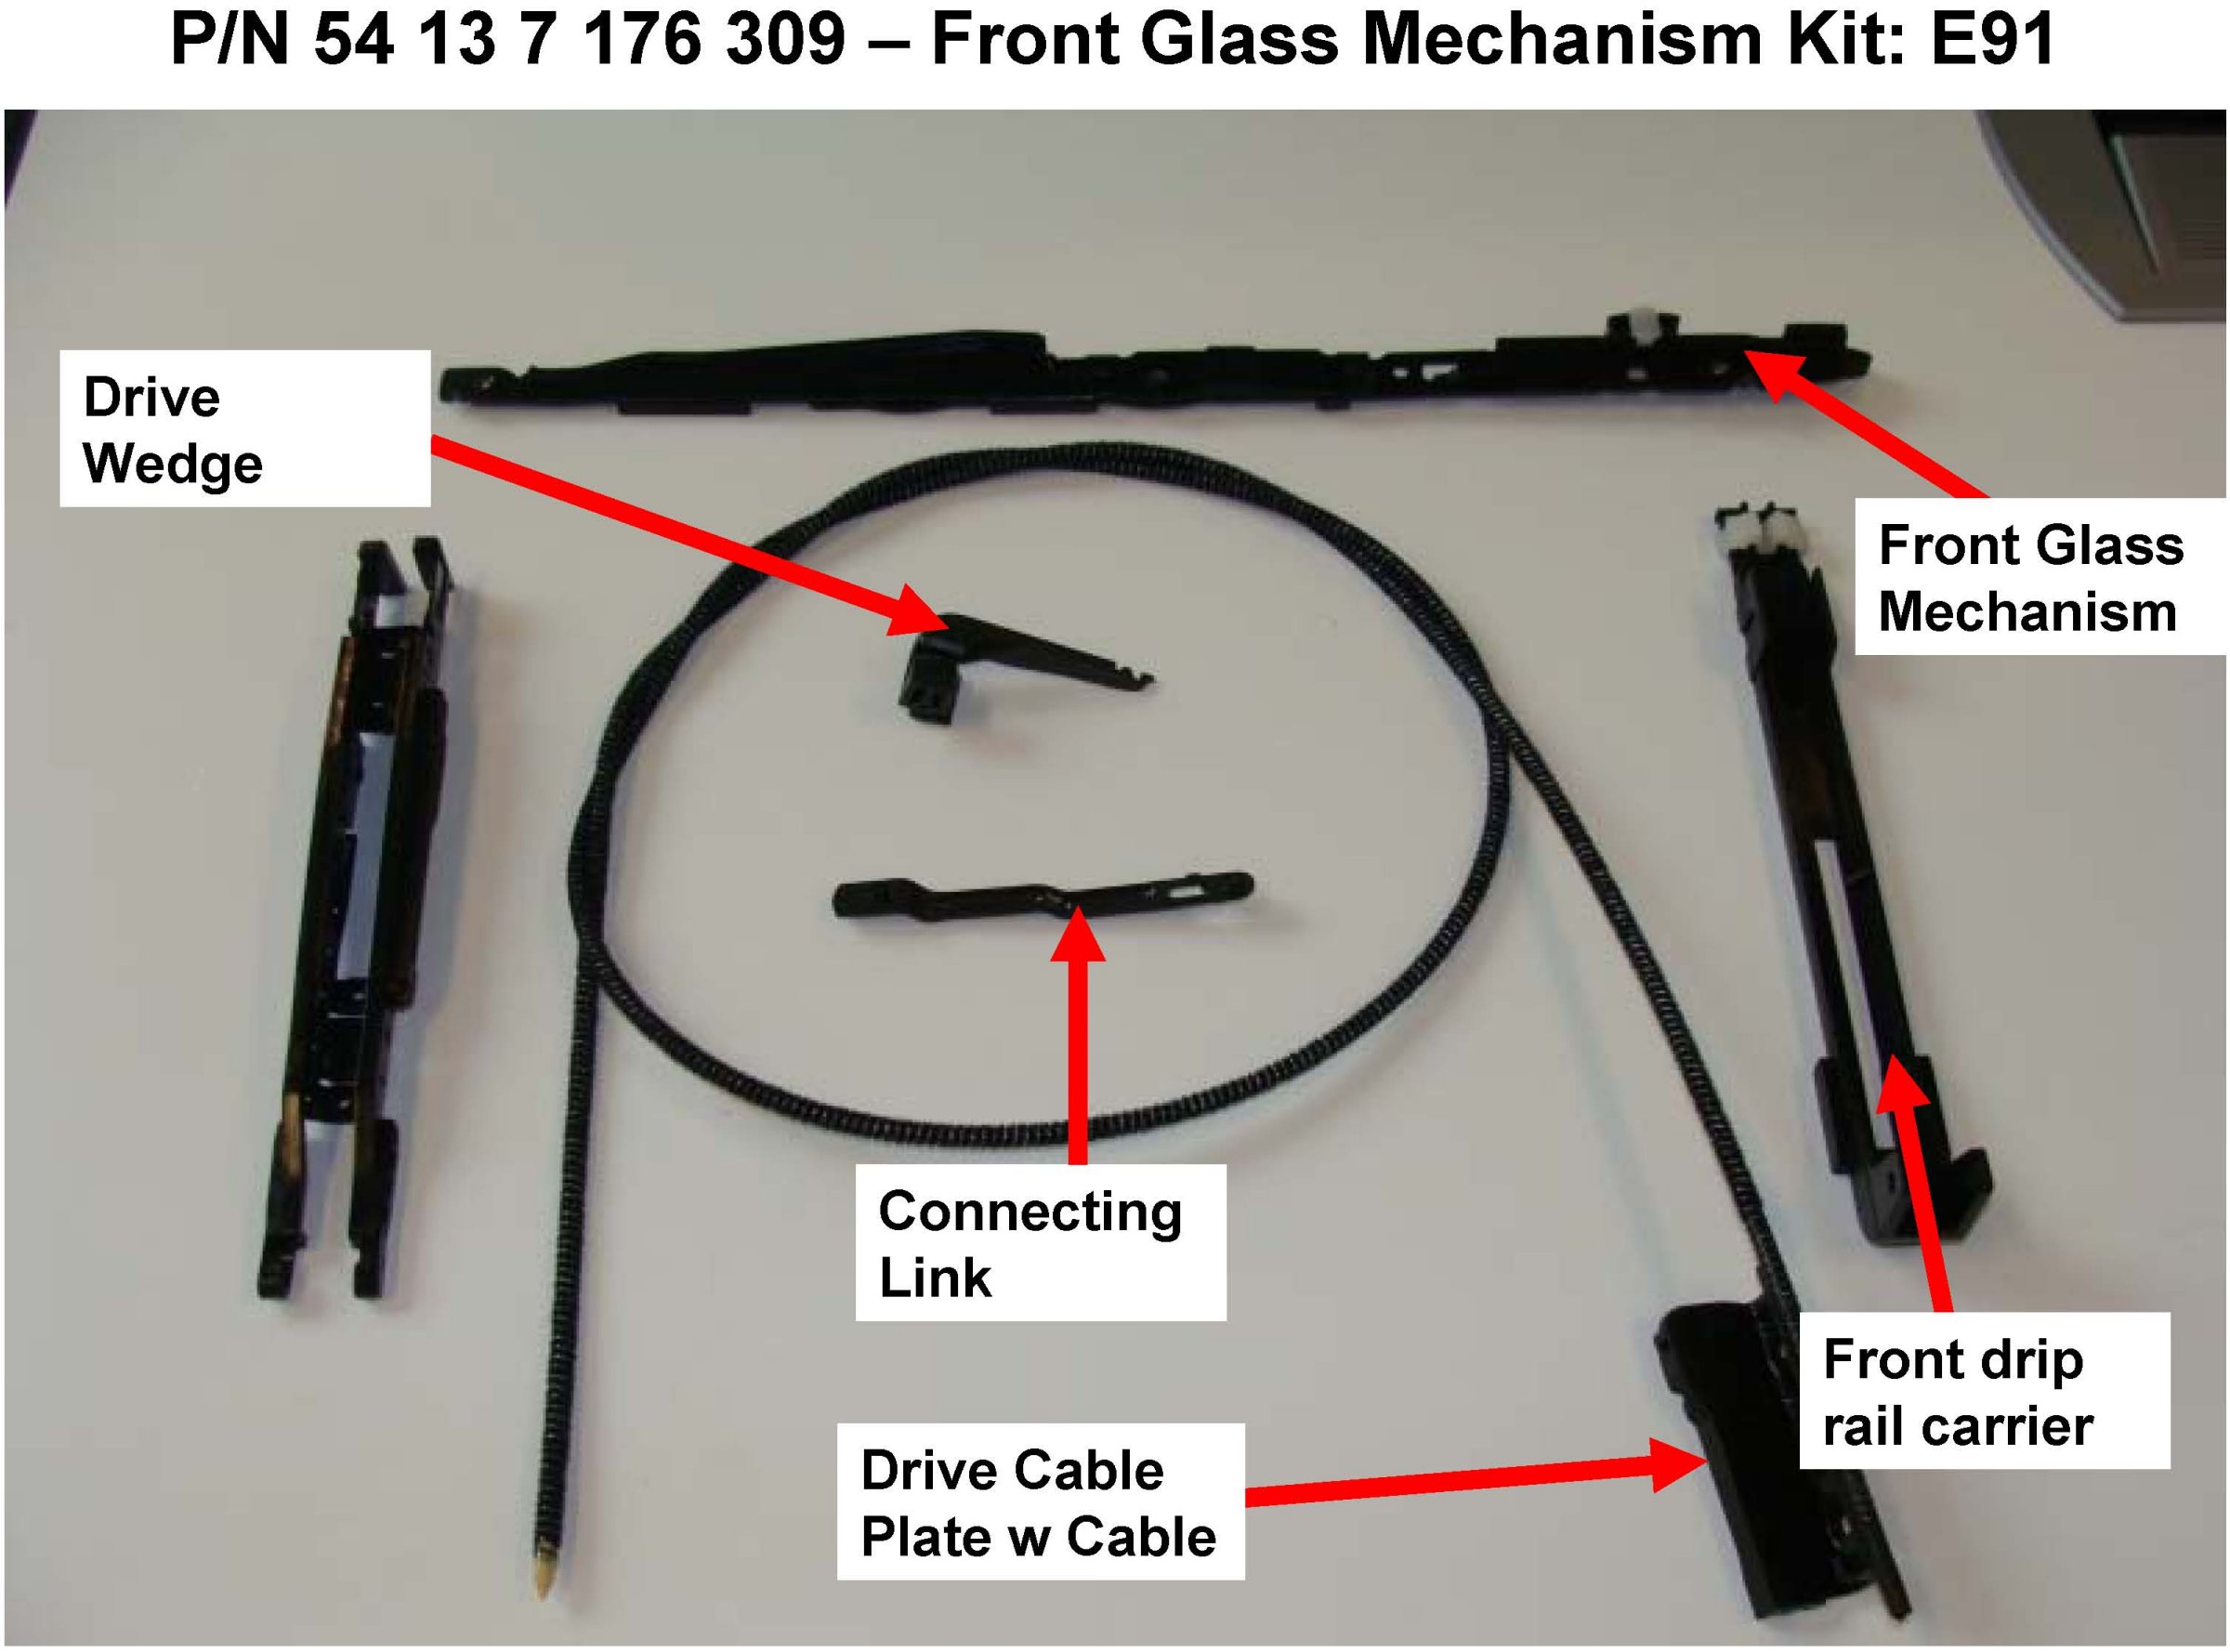 P/N 54 13 7 176 309 – Front Glass Mechanism Kit: E91
Drive
Wedge
Front Glass
Mechanism
Connecting
Link
Front drip
rail carrier
Drive Cable
Plate w Cable